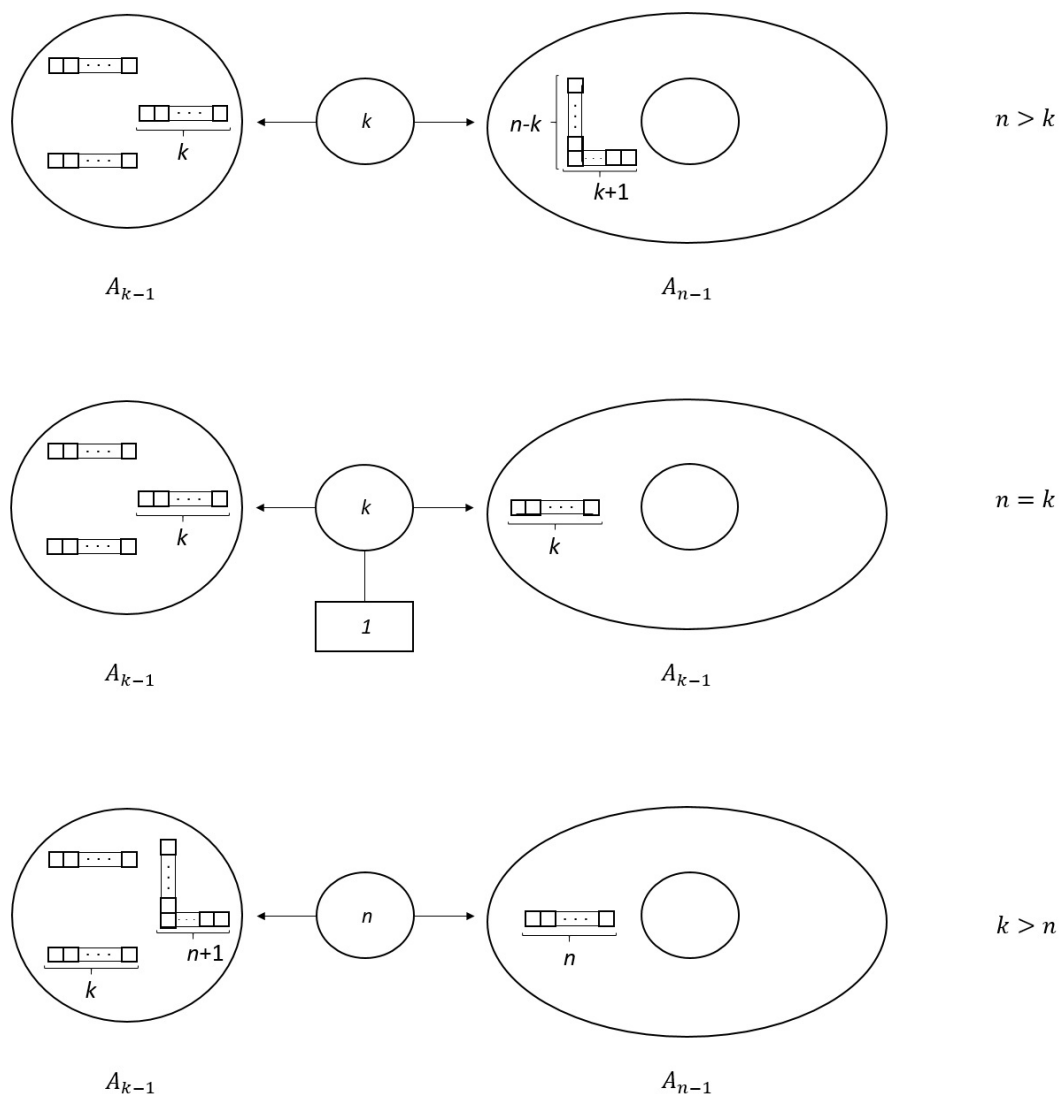 k
k
n-k
k+1
n > k
A_{k−1}
A_{n−1}
k
k
k
n = k
1
A_{k−1}
A_{k−1}
n
k
n+1
n
k > n
A_{k−1}
A_{n−1}